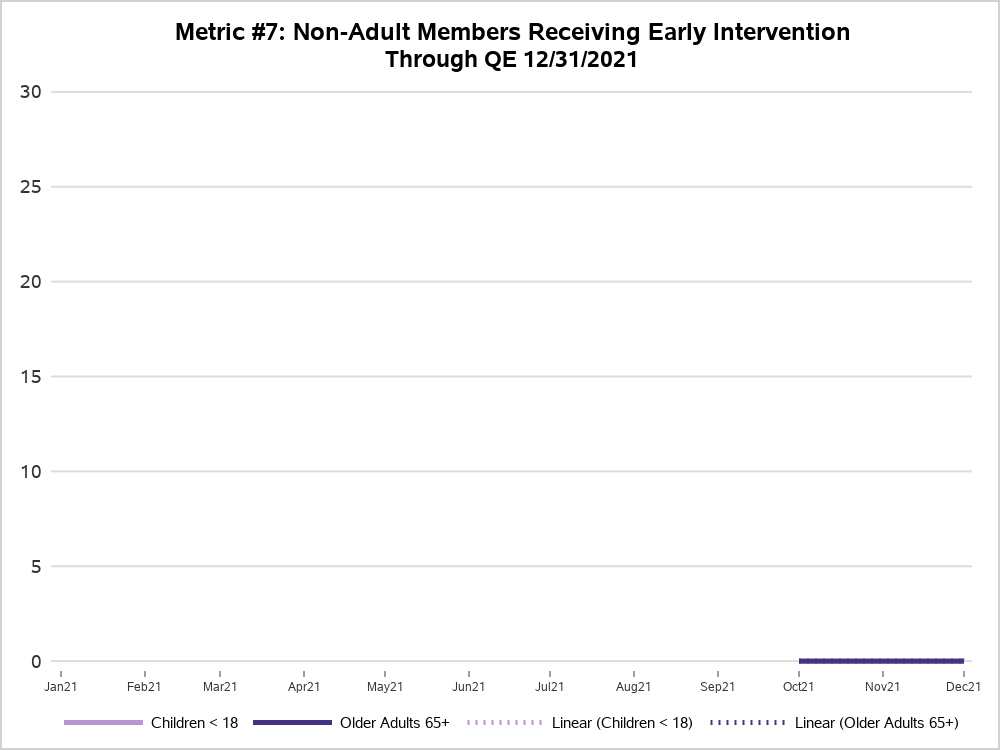 Metric #7: Non-Adult Members Receiving Early Intervention
Through QE 12/31/2021
30
25
20
15
10
5
0
Jan21 Feb21 Mar21 Apr21 May21 Jun21 Jul21 Aug21 Sep21 Oct21 Nov21 Dec21
Children < 18 Older Adults 65+ Linear (Children < 18) Linear (Older Adults 65+)